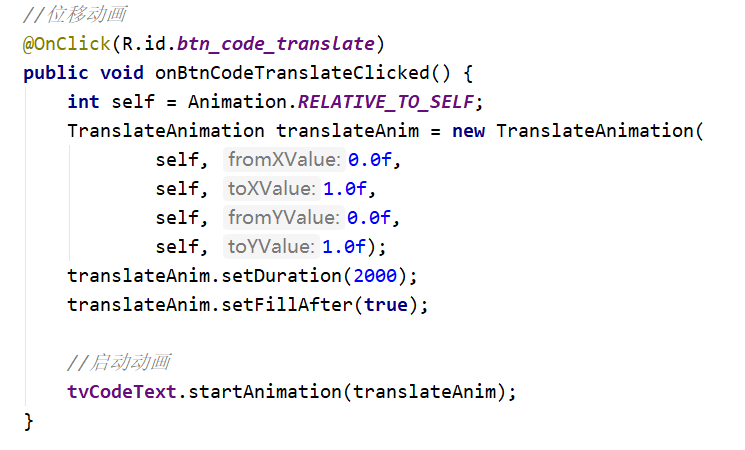 //位移动画
@OnClick(R.id.btn_code_translate)
public void onBtnCodeTranslateClicked() {
int self = Animation.RELATIVE_TO_SELF;
TranslateAnimation translateAnim = new TranslateAnimation(
self, fromXValue: 0.0f,
self, toXValue: 1.0f,
self, fromYValue: 0.0f,
self, toYValue: 1.0f);
translateAnim.setDuration(2000);
translateAnim.setFillAfter(true);
//启动动画
tvCodeText.startAnimation(translateAnim);
}